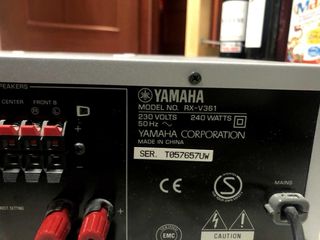 SPEAKERS
CENTER FRONT B
R L
YAMAHA
MODEL NO. RX-V361
230 VOLTS 240 WATTS
50Hz
YAMAHA CORPORATION
MADE IN CHINA
SER. T057657UW
CE
S
MAINS
EMC
CAUTION